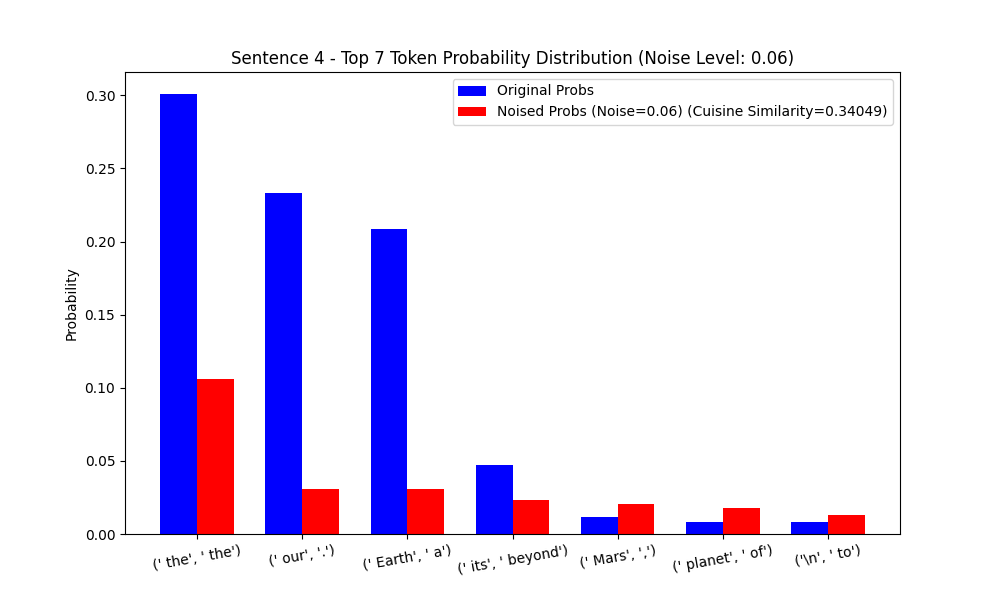 Sentence 4 - Top 7 Token Probability Distribution (Noise Level: 0.06)
Original Probs
Noised Probs (Noise=0.06) (Cuisine Similarity=0.34049)
Probability
0.30
0.25
0.20
0.15
0.10
0.05
0.00
(' the', ' the')
(' our', '.')
(' Earth', ' a')
(' its', ' beyond')
(' Mars', ',')
(' planet', ' of')
('\n', ' to')